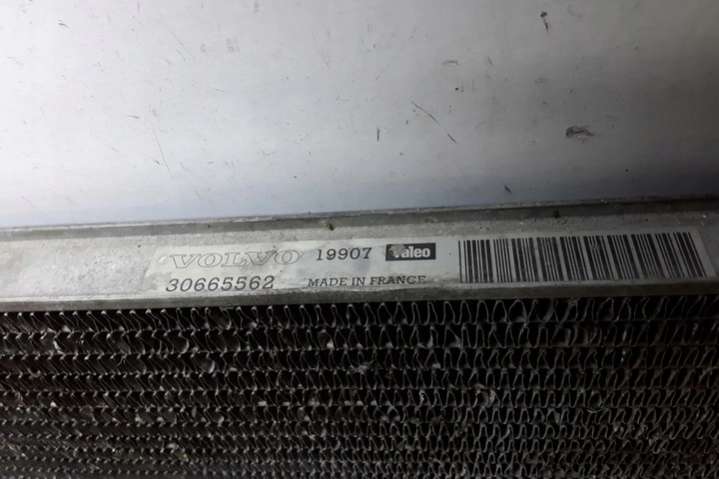 VOLVO 19907 Valeo
30665562 MADE IN FRANCE